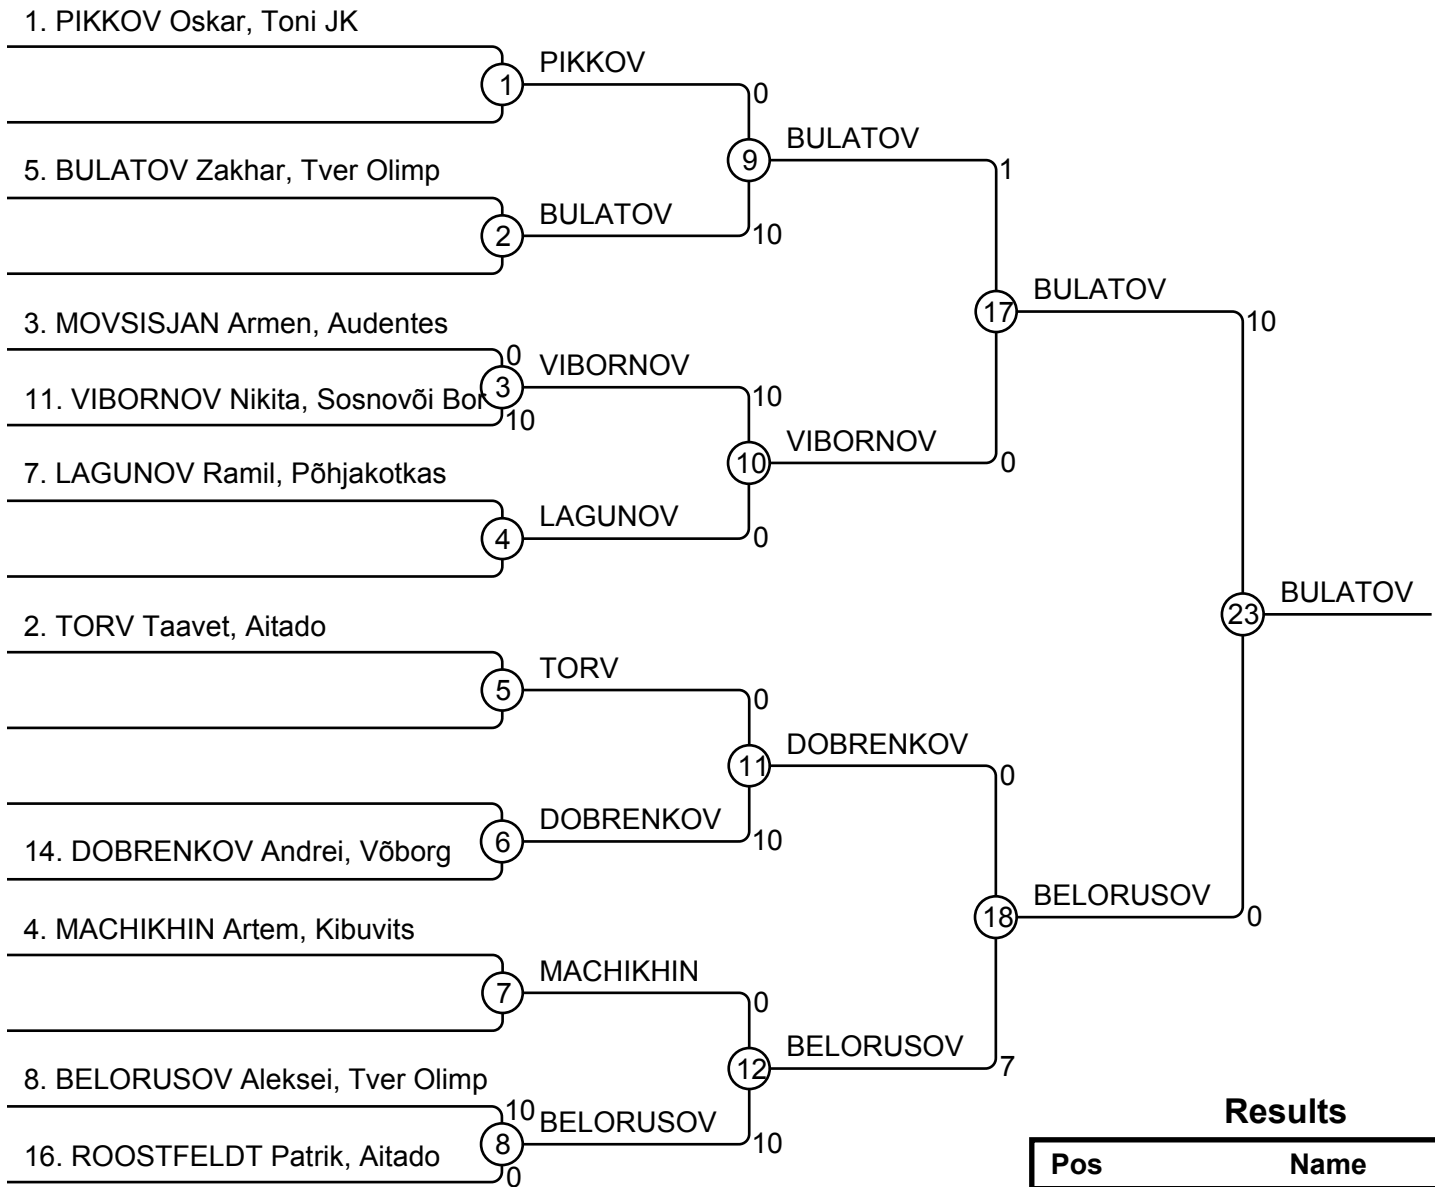 1. PIKKOV Oskar, Toni JK
1
PIKKOV
0
9
BULATOV
1
5. BULATOV Zakhar, Tver Olimp
2
BULATOV
10
17
BULATOV
10
3. MOVSISJAN Armen, Audentes
0
3
VIBORNOV
10
11. VIBORNOV Nikita, Sosnovõi Bor
10
10
VIBORNOV
0
7. LAGUNOV Ramil, Põhjakotkas
4
LAGUNOV
0
23
BULATOV
2. TORV Taavet, Aitado
5
TORV
0
11
DOBRENKOV
0
6
DOBRENKOV
10
14. DOBRENKOV Andrei, Võborg
18
BELORUSOV
0
4. MACHIKHIN Artem, Kibuvits
7
MACHIKHIN
0
12
BELORUSOV
7
8. BELORUSOV Aleksei, Tver Olimp
10
8
BELORUSOV
10
16. ROOSTFELDT Patrik, Aitado
0
Results
Pos Name